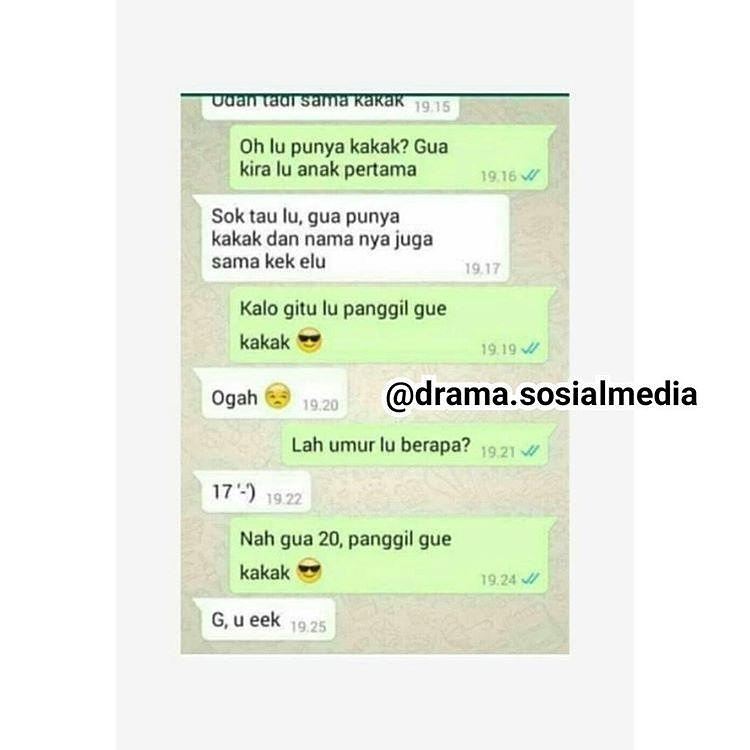 Udah tadi sama kakak 19.15
Oh lu punya kakak? Gua
kira lu anak pertama 19.16
Sok tau lu, gua punya
kakak dan nama nya juga
sama kek elu 19.17
Kalo gitu lu panggil gue
kakak 😎 19.19
Ogah 😒 19.20
@drama.sosialmedia
Lah umur lu berapa? 19.21
17 '-') 19.22
Nah gua 20, panggil gue
kakak 😎 19.24
G, u eek 19.25